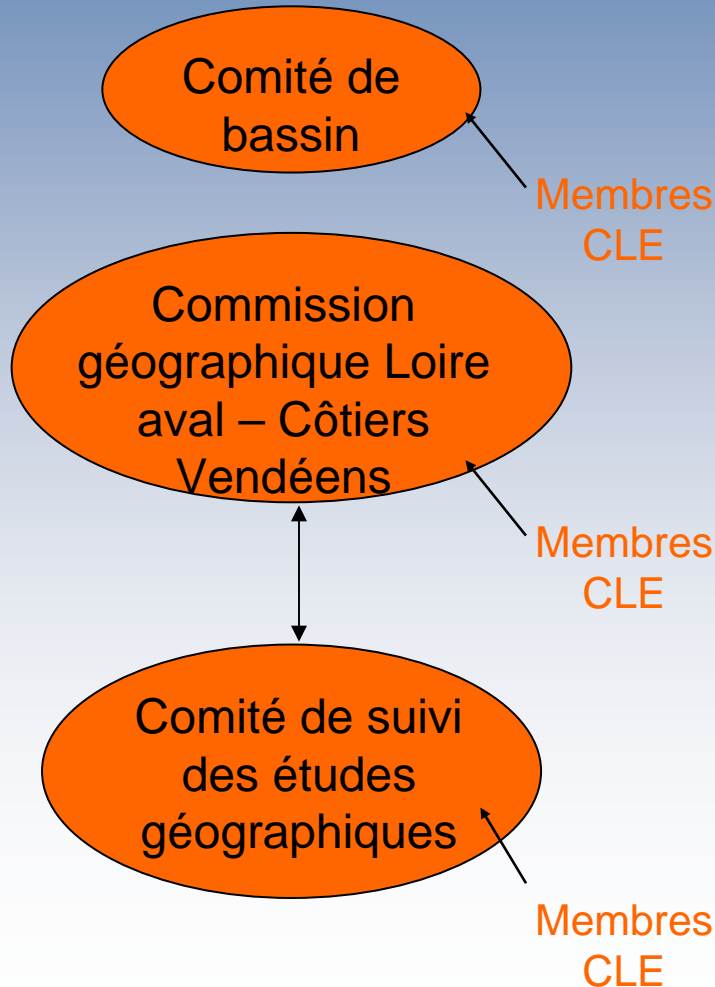 Comité de
bassin
Membres
CLE
Commission
géographique Loire
aval – Côtiers
Vendéens
Membres
CLE
Comité de suivi
des études
géographiques
Membres
CLE